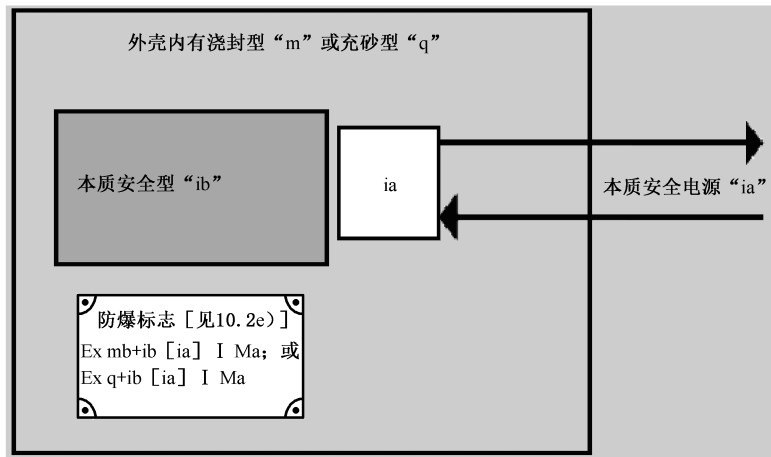 外壳内有浇封型“m”或充砂型“q”
本质安全型“ib”
ia
本质安全电源“ia”
防爆标志［见10.2e）］
Ex mb+ib［ia］Ⅰ Ma；或
Ex q+ib［ia］Ⅰ Ma